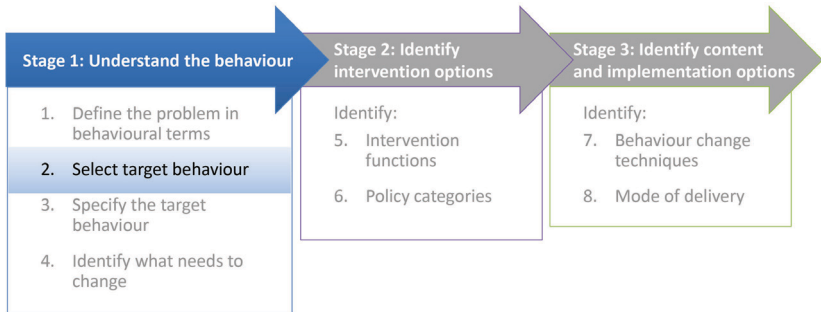 Stage 1: Understand the behaviour
1. Define the problem in
behavioural terms
2. Select target behaviour
3. Specify the target
behaviour
4. Identify what needs to
change
Stage 2: Identify
intervention options
Identify:
5. Intervention
functions
6. Policy categories
Stage 3: Identify content
and implementation options
Identify:
7. Behaviour change
techniques
8. Mode of delivery